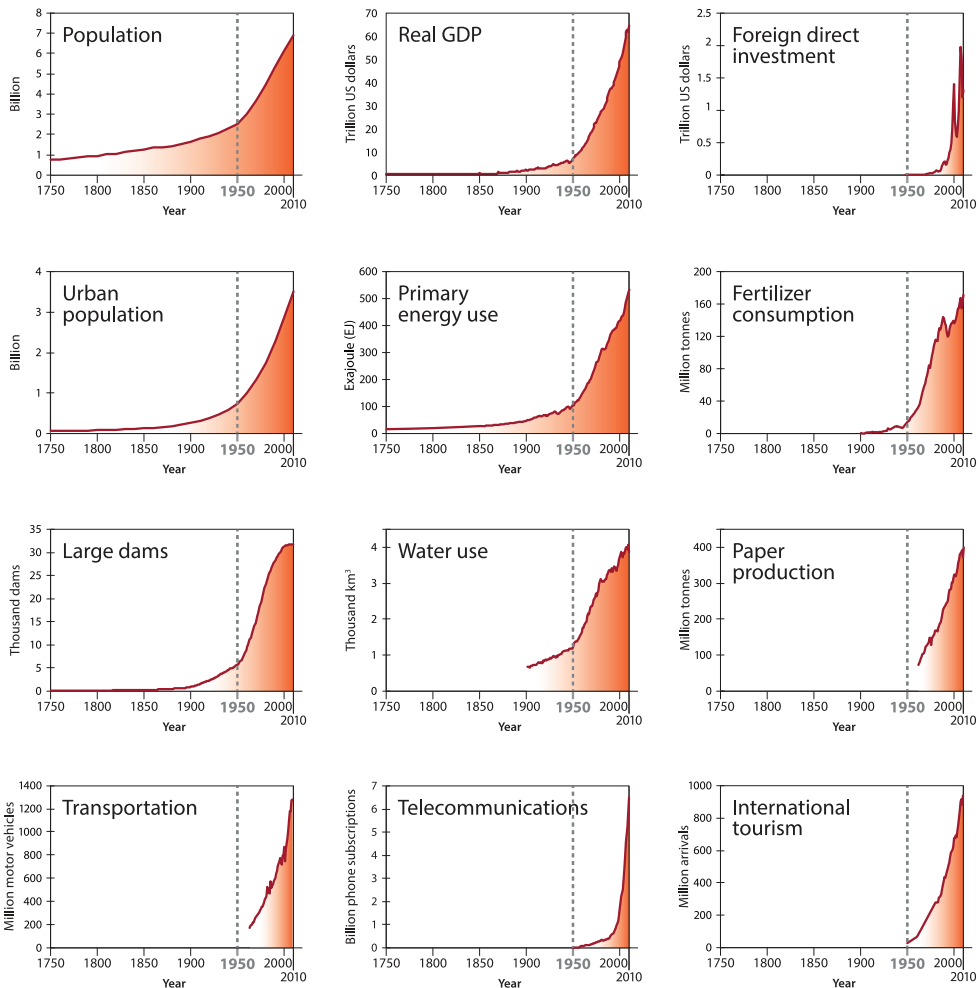 Population
Billion
8
7
6
5
4
3
2
1
0
1750 1800 1850 1900 1950 2000 2010
Year
Real GDP
Trillion US dollars
70
60
50
40
30
20
10
0
1750 1800 1850 1900 1950 2000 2010
Year
Foreign direct
investment
Trillion US dollars
2.5
2
1.5
1
0.5
0
1750 1800 1850 1900 1950 2000 2010
Year
Urban
population
Billion
4
3
2
1
0
1750 1800 1850 1900 1950 2000 2010
Year
Primary
energy use
Exajoule (EJ)
600
500
400
300
200
100
0
1750 1800 1850 1900 1950 2000 2010
Year
Fertilizer
consumption
Million tonnes
200
160
120
80
40
0
1750 1800 1850 1900 1950 2000 2010
Year
Large dams
Thousand dams
35
30
25
20
15
10
5
0
1750 1800 1850 1900 1950 2000 2010
Year
Water use
Thousand km³
4
3
2
1
0
1750 1800 1850 1900 1950 2000 2010
Year
Paper
production
Million tonnes
400
300
200
100
0
1750 1800 1850 1900 1950 2000 2010
Year
Transportation
Million motor vehicles
1400
1200
1000
800
600
400
200
0
1750 1800 1850 1900 1950 2000 2010
Year
Telecommunications
Billion phone subscriptions
7
6
5
4
3
2
1
0
1750 1800 1850 1900 1950 2000 2010
Year
International
tourism
Million arrivals
1000
800
600
400
200
0
1750 1800 1850 1900 1950 2000 2010
Year